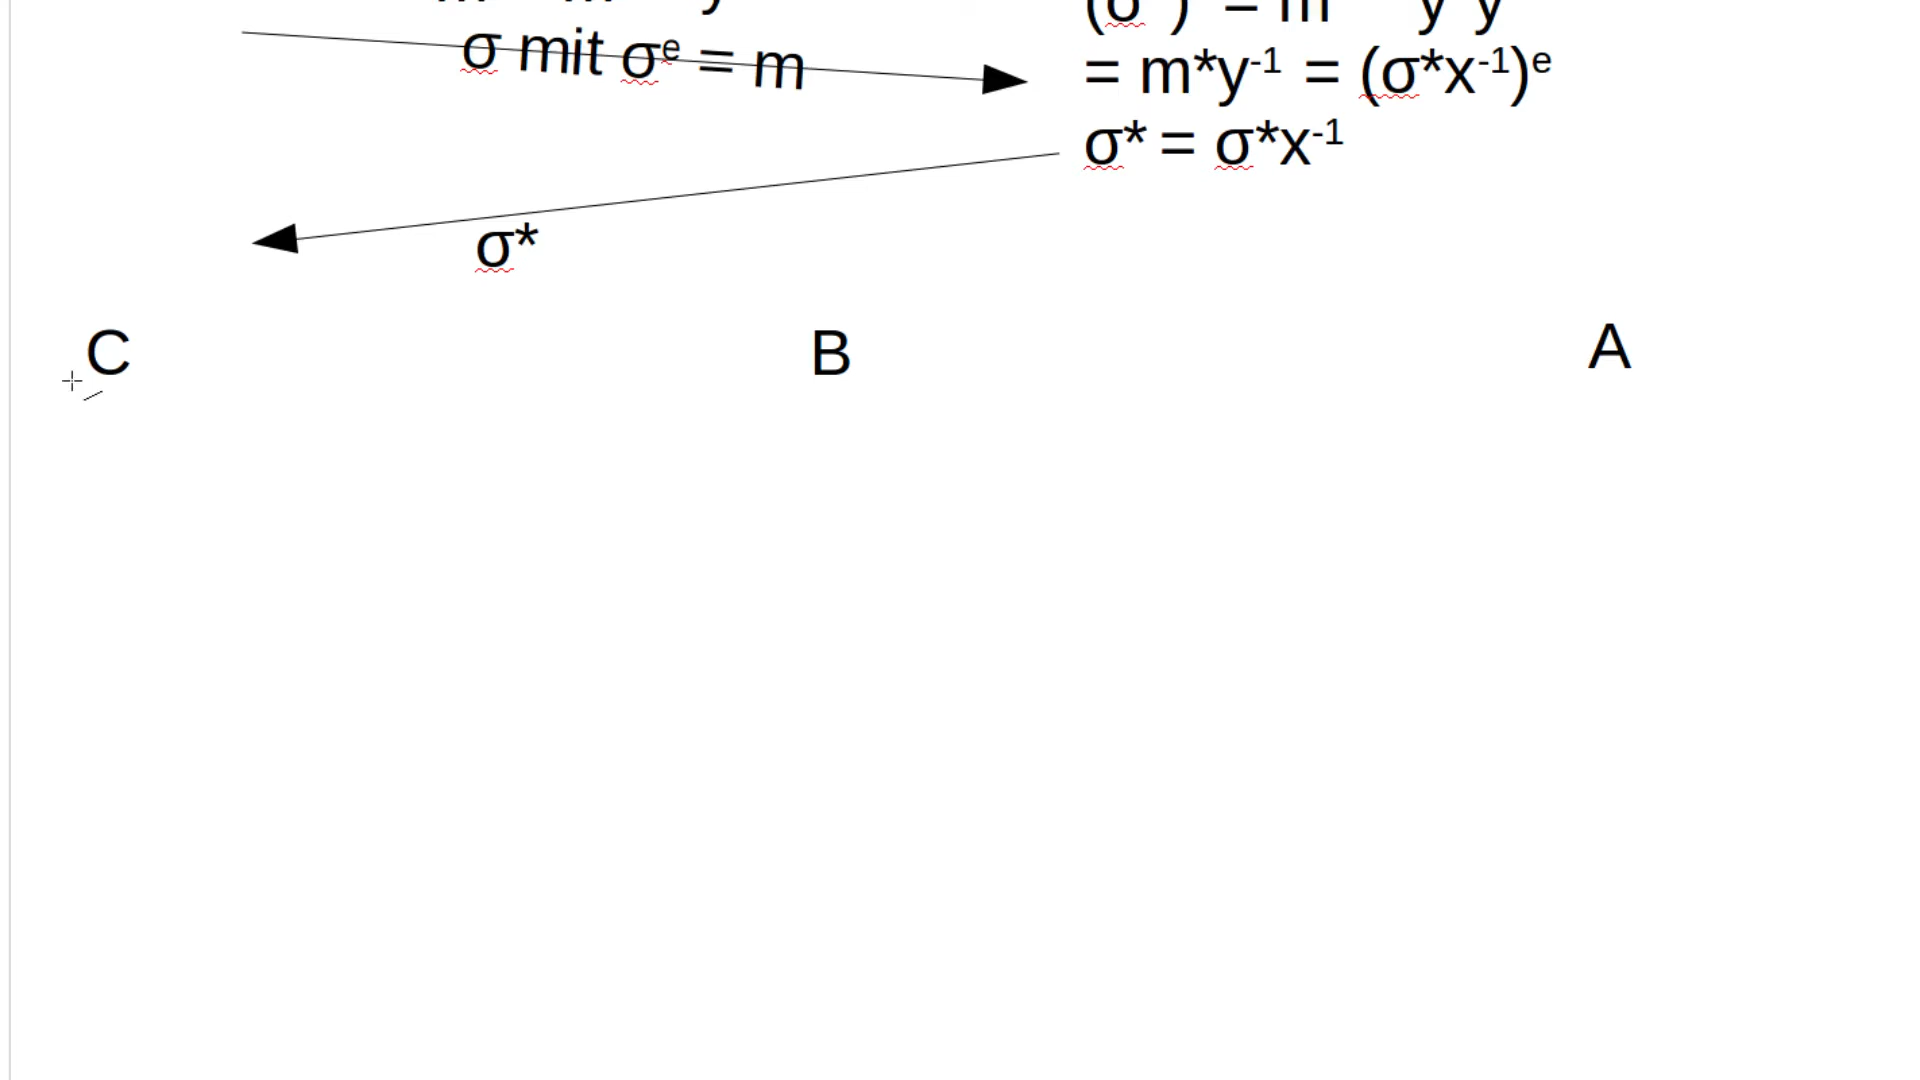 σ mit σᵉ = m
= m*y⁻¹ = (σ*x⁻¹)ᵉ
σ* = σ*x⁻¹
σ*
C B A